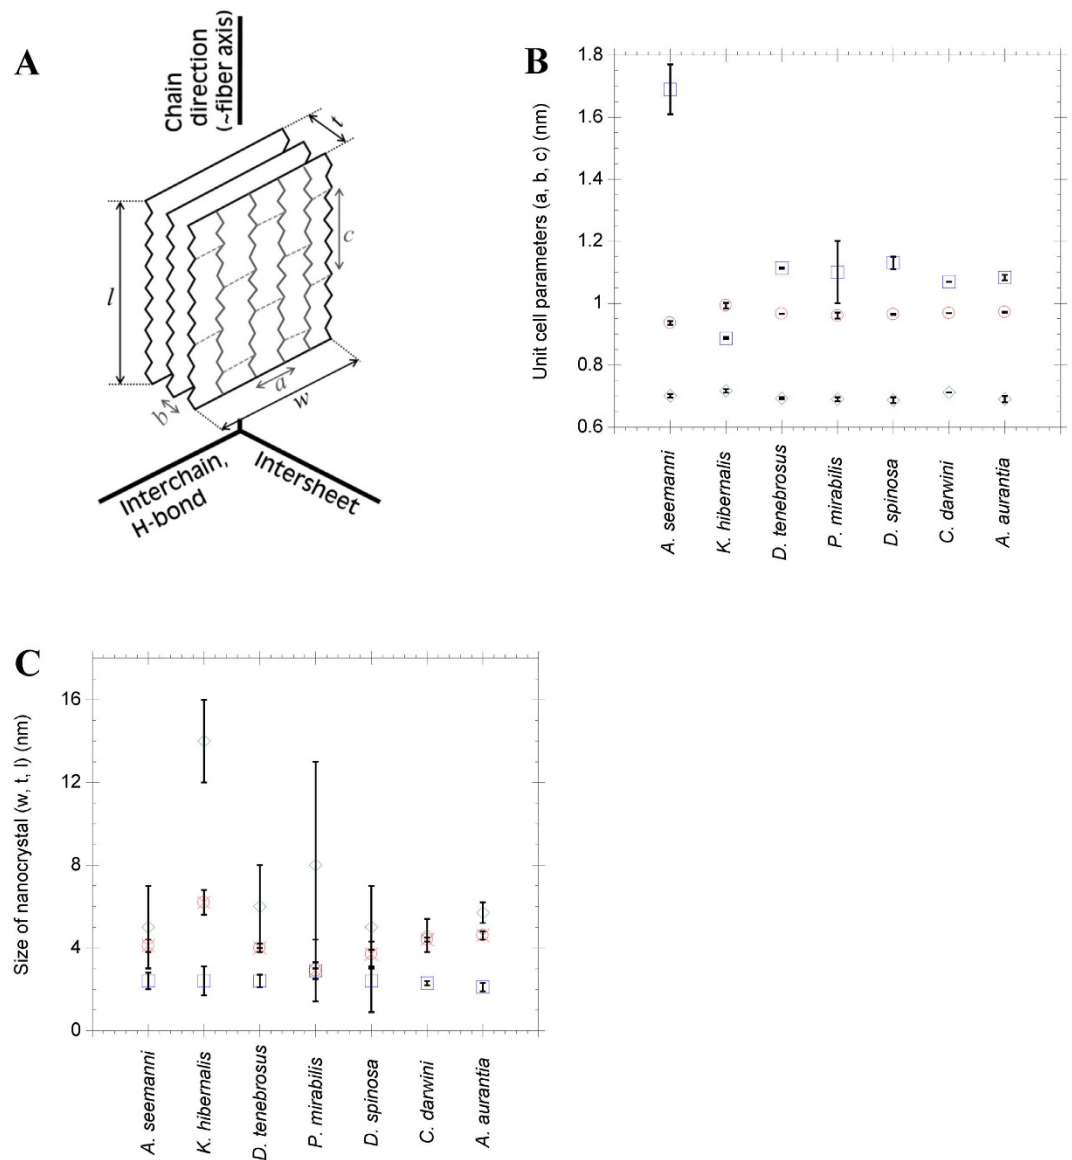 A
Chain
direction
(~fiber axis)
t
c
l
a
w
b
Interchain,
H-bond
Intersheet
B
Unit cell parameters (a, b, c) (nm)
1.8
1.6
1.4
1.2
1
0.8
0.6
A. seemanni
K. hibernalis
D. tenebrosus
P. mirabilis
D. spinosa
C. darwini
A. aurantia
C
Size of nanocrystal (w, t, l) (nm)
16
12
8
4
0
A. seemanni
K. hibernalis
D. tenebrosus
P. mirabilis
D. spinosa
C. darwini
A. aurantia